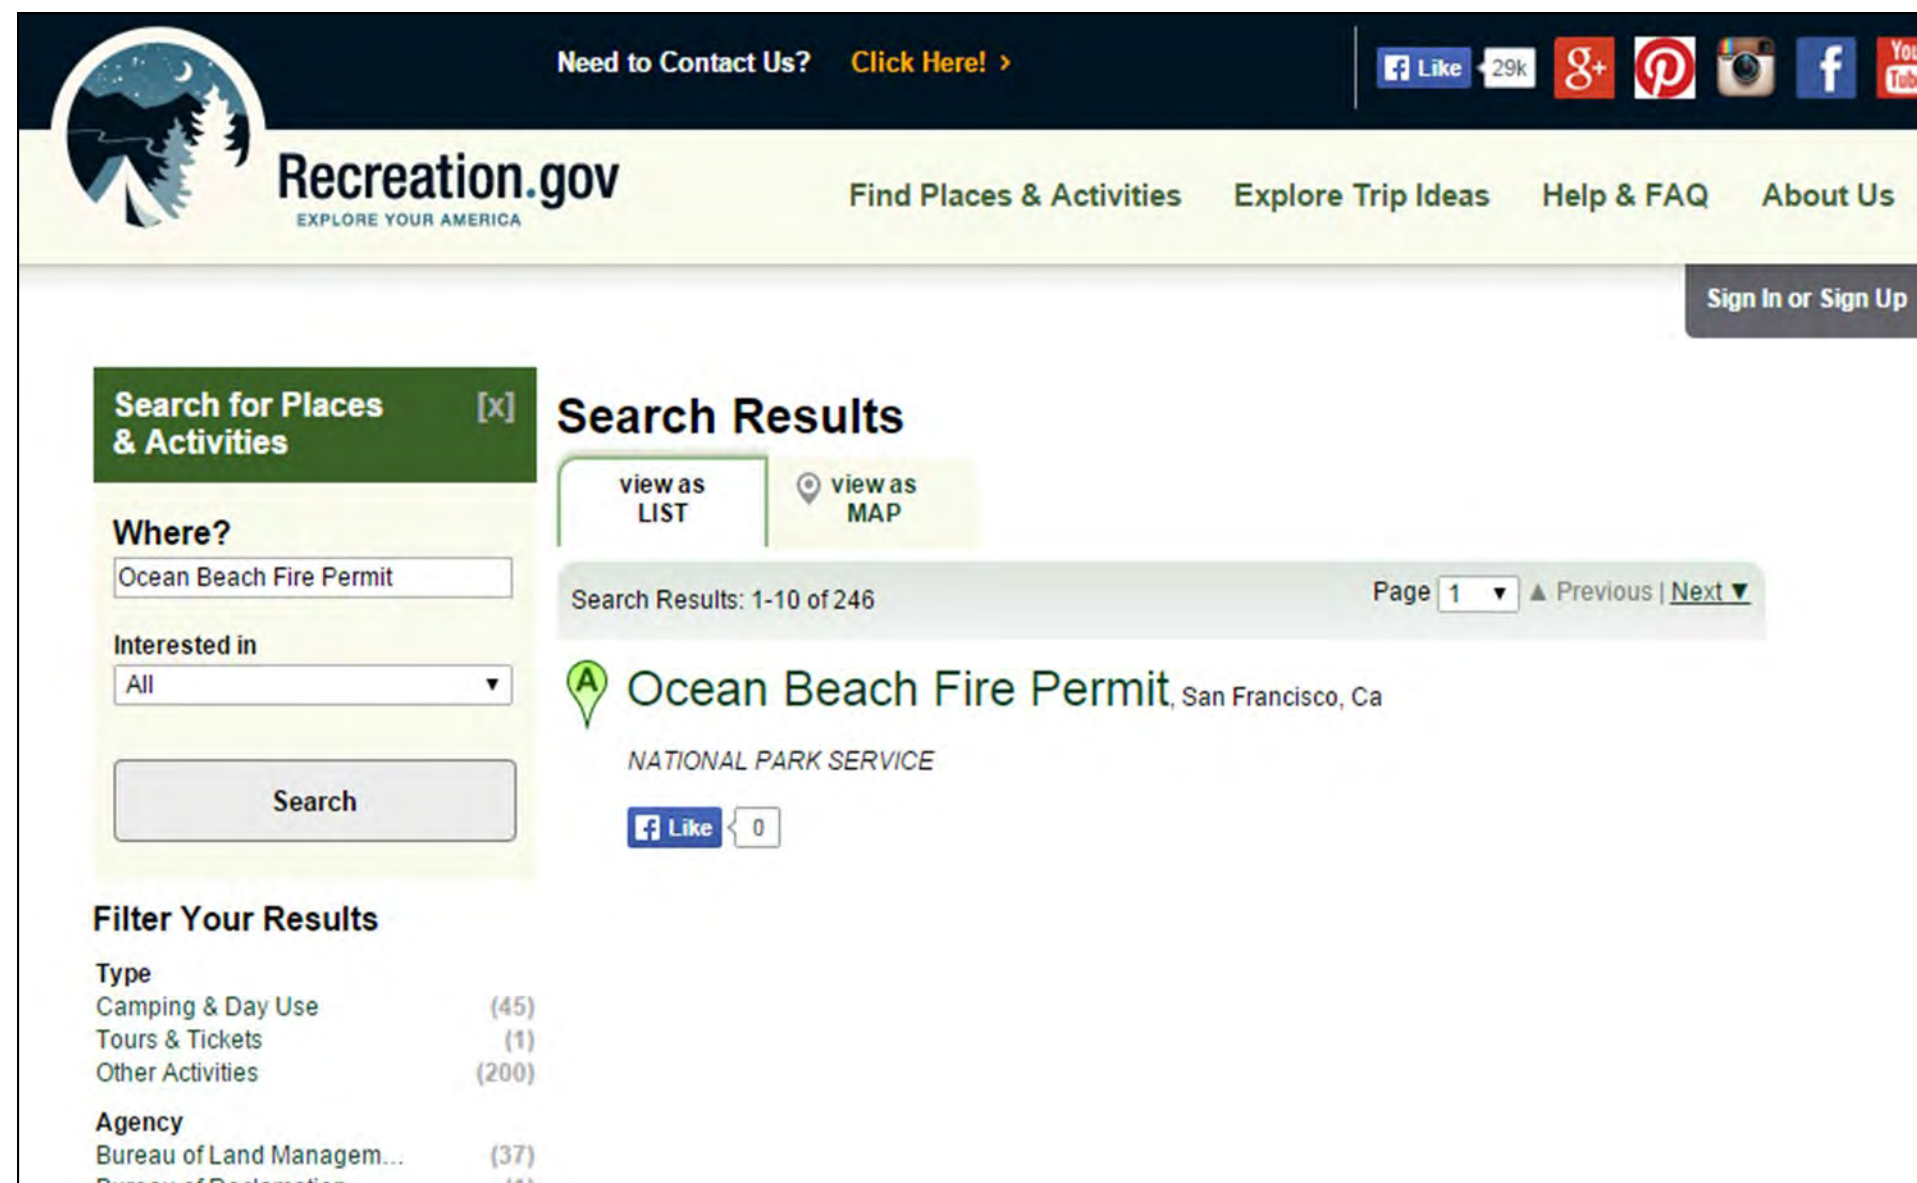 Need to Contact Us? Click Here! >
Like 29k
Recreation.gov
EXPLORE YOUR AMERICA
Find Places & Activities Explore Trip Ideas Help & FAQ About Us
Sign In or Sign Up
Search for Places [x]
& Activities
Where?
Ocean Beach Fire Permit
Interested in
All
Search
Filter Your Results
Type
Camping & Day Use (45)
Tours & Tickets (1)
Other Activities (200)
Agency
Bureau of Land Managem... (37)
Search Results
view as
LIST
view as
MAP
Search Results: 1-10 of 246
Page 1 ▼ ▲ Previous | Next ▼
A Ocean Beach Fire Permit, San Francisco, Ca
NATIONAL PARK SERVICE
Like 0